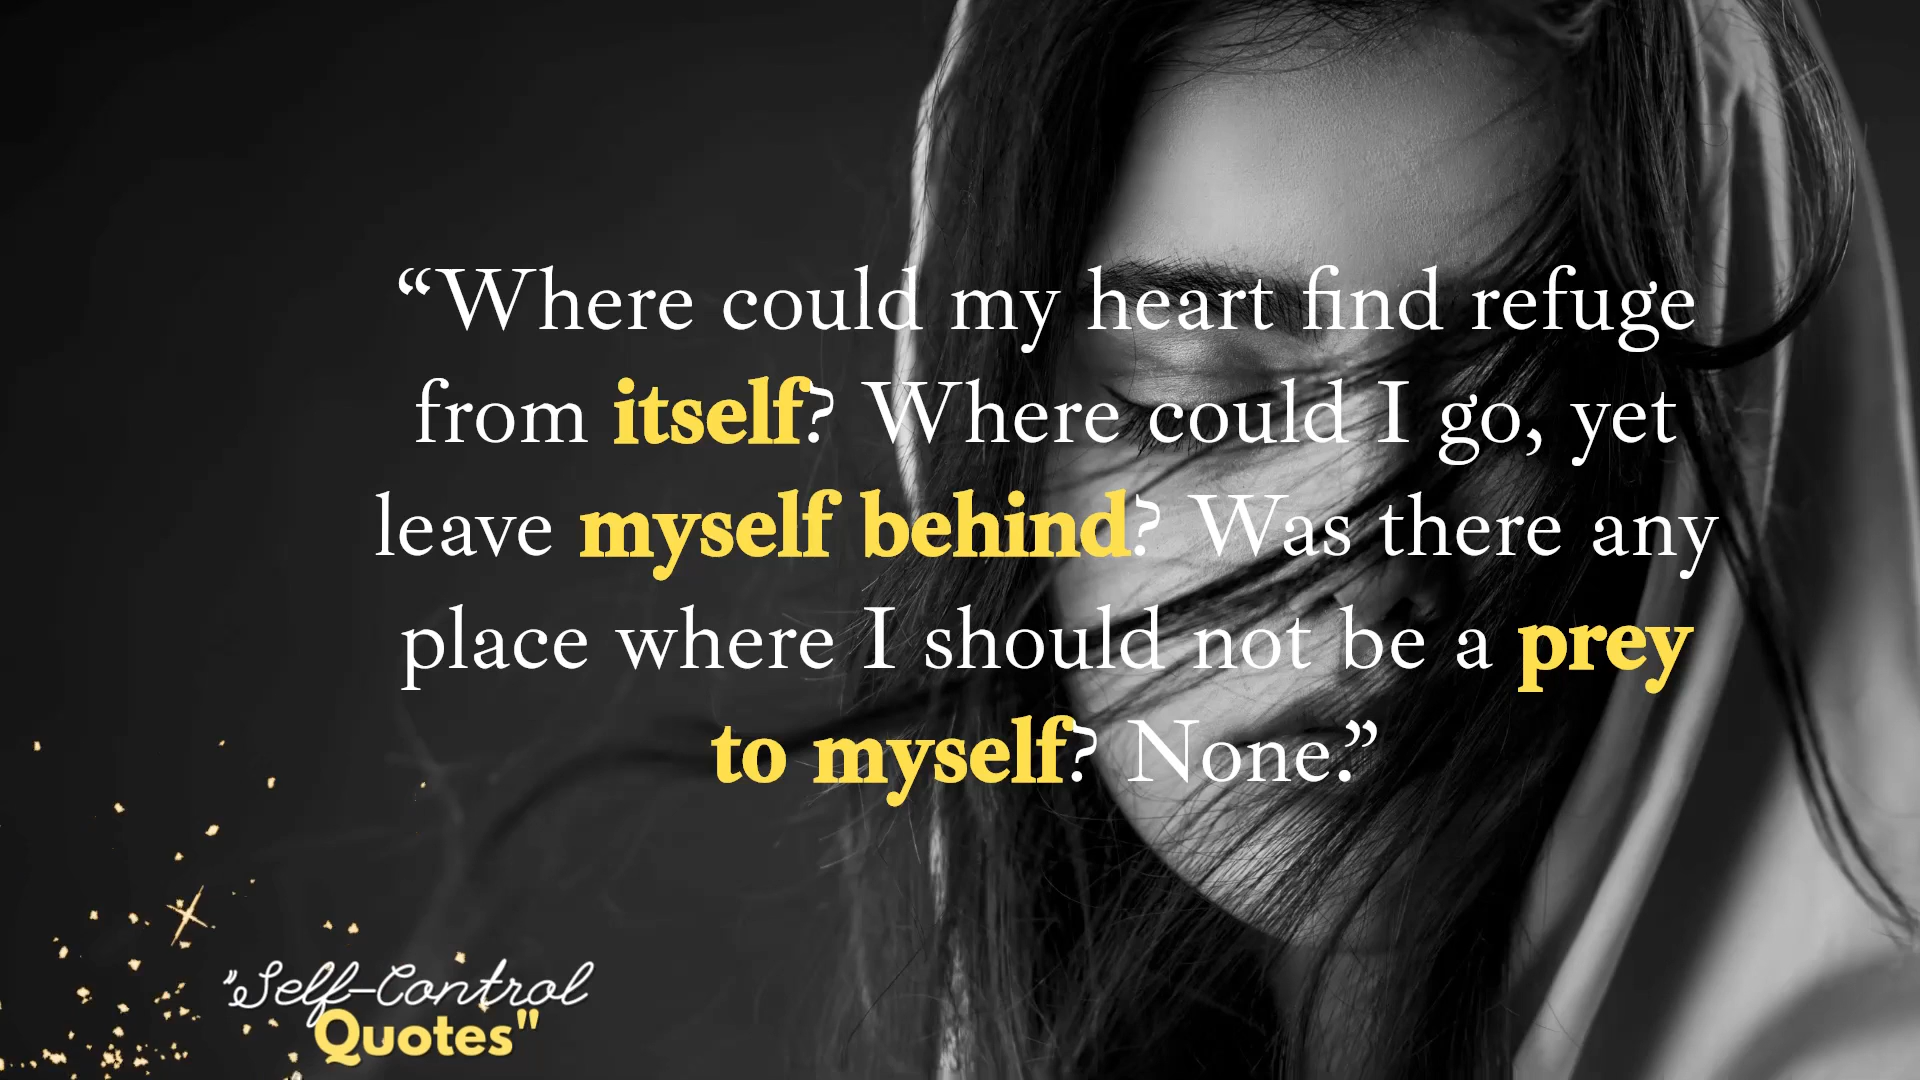 “Where could my heart find refuge
from itself? Where could I go, yet
leave myself behind? Was there any
place where I should not be a prey
to myself? None.”
"Self-Control
Quotes"